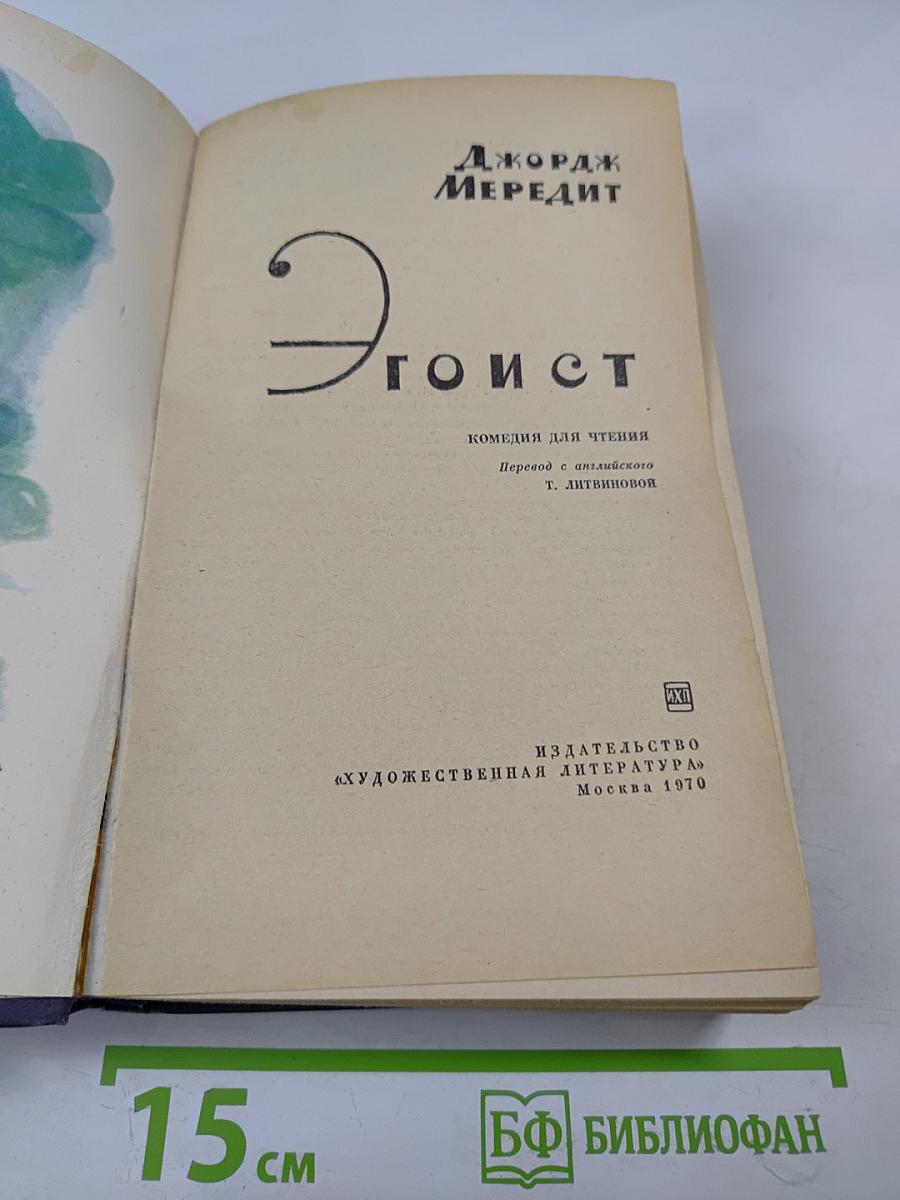 Джордж
Мередит
Эгоист
КОМЕДИЯ ДЛЯ ЧТЕНИЯ
Перевод с английского
Т. ЛИТВИНОВОЙ
ИХЛ
ИЗДАТЕЛЬСТВО
«ХУДОЖЕСТВЕННАЯ ЛИТЕРАТУРА»
Москва 1970
15 см
БФ БИБЛИОФАН